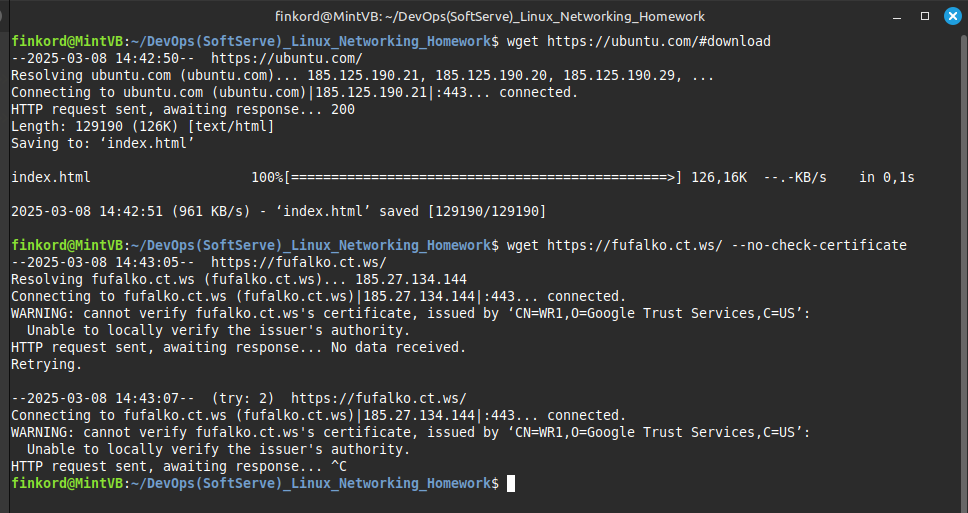 finkord@MintVB: ~/DevOps(SoftServe)_Linux_Networking_Homework
finkord@MintVB:~/DevOps(SoftServe)_Linux_Networking_Homework$ wget https://ubuntu.com/#download
--2025-03-08 14:42:50--  https://ubuntu.com/
Resolving ubuntu.com (ubuntu.com)... 185.125.190.21, 185.125.190.20, 185.125.190.29, ...
Connecting to ubuntu.com (ubuntu.com)|185.125.190.21|:443... connected.
HTTP request sent, awaiting response... 200
Length: 129190 (126K) [text/html]
Saving to: ‘index.html’
index.html                    100%[===============================================>] 126,16K  --.-KB/s    in 0,1s
2025-03-08 14:42:51 (961 KB/s) - ‘index.html’ saved [129190/129190]
finkord@MintVB:~/DevOps(SoftServe)_Linux_Networking_Homework$ wget https://fufalko.ct.ws/ --no-check-certificate
--2025-03-08 14:43:05--  https://fufalko.ct.ws/
Resolving fufalko.ct.ws (fufalko.ct.ws)... 185.27.134.144
Connecting to fufalko.ct.ws (fufalko.ct.ws)|185.27.134.144|:443... connected.
WARNING: cannot verify fufalko.ct.ws's certificate, issued by ‘CN=WR1,O=Google Trust Services,C=US’:
  Unable to locally verify the issuer's authority.
HTTP request sent, awaiting response... No data received.
Retrying.
--2025-03-08 14:43:07--  (try: 2)  https://fufalko.ct.ws/
Connecting to fufalko.ct.ws (fufalko.ct.ws)|185.27.134.144|:443... connected.
WARNING: cannot verify fufalko.ct.ws's certificate, issued by ‘CN=WR1,O=Google Trust Services,C=US’:
  Unable to locally verify the issuer's authority.
HTTP request sent, awaiting response... ^C
finkord@MintVB:~/DevOps(SoftServe)_Linux_Networking_Homework$